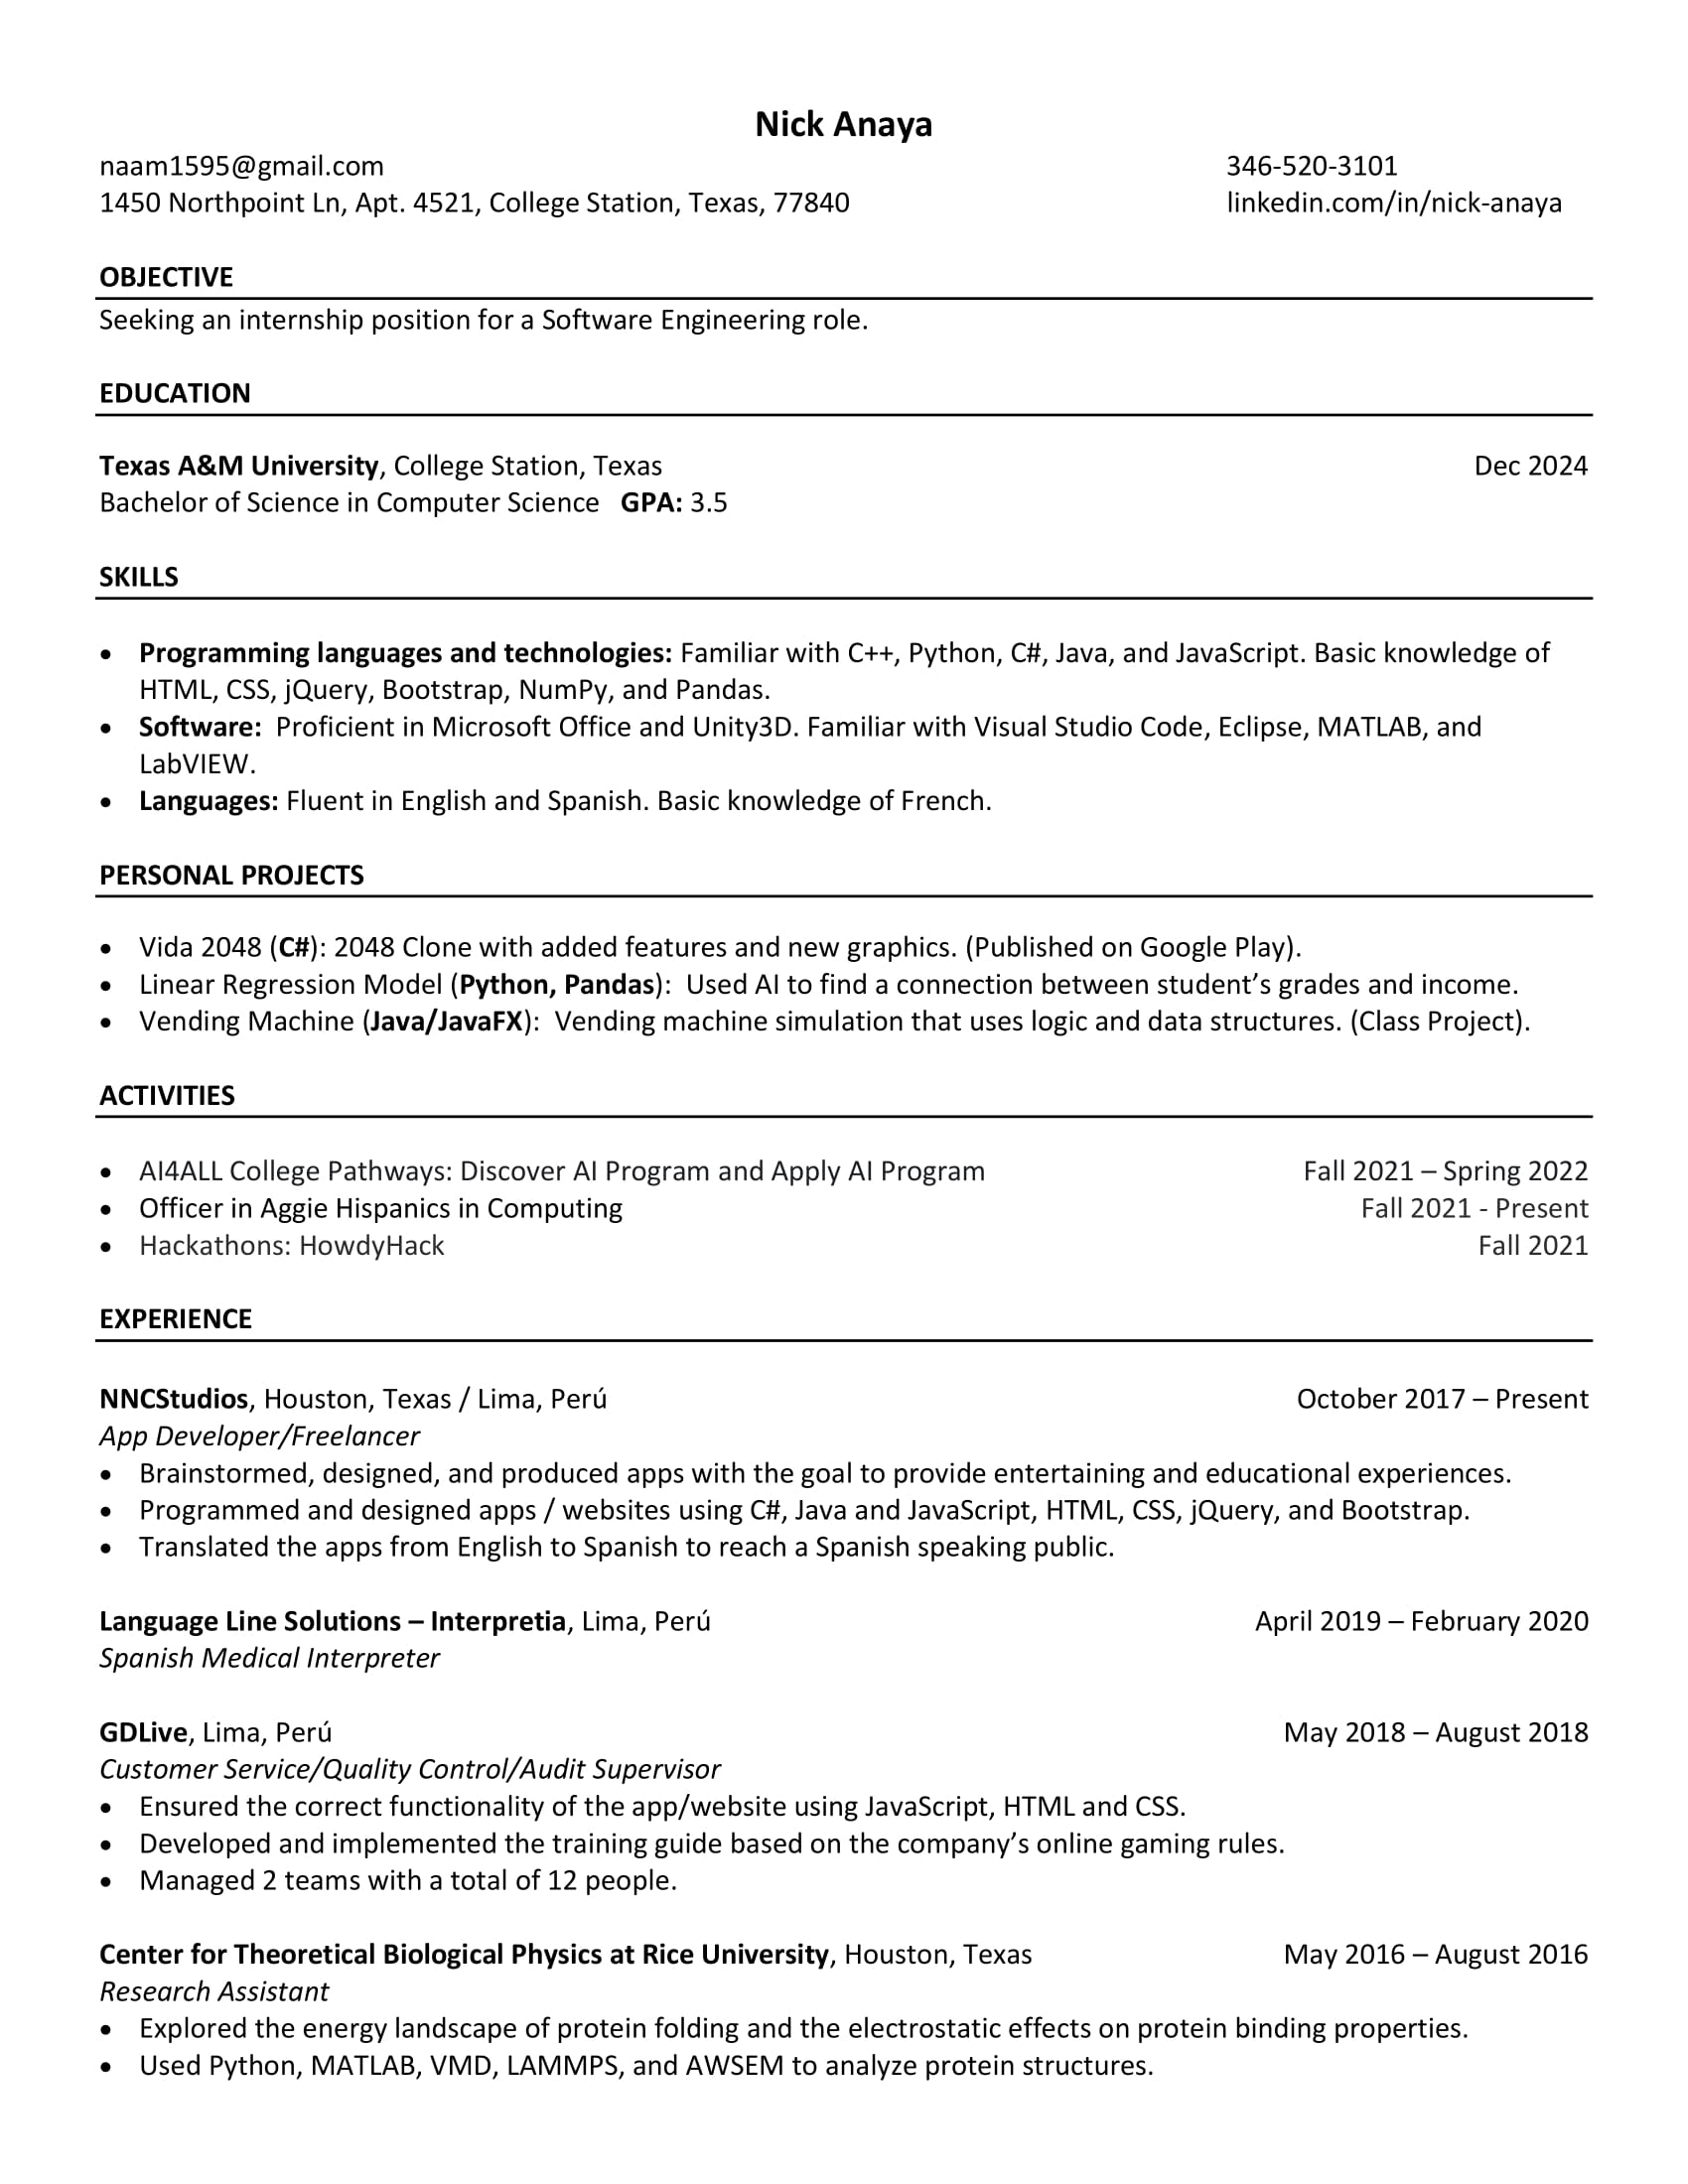 Nick Anaya
naam1595@gmail.com 346-520-3101
1450 Northpoint Ln, Apt. 4521, College Station, Texas, 77840 linkedin.com/in/nick-anaya
OBJECTIVE
Seeking an internship position for a Software Engineering role.
EDUCATION
Texas A&M University, College Station, Texas Dec 2024
Bachelor of Science in Computer Science GPA: 3.5
SKILLS
• Programming languages and technologies: Familiar with C++, Python, C#, Java, and JavaScript. Basic knowledge of
HTML, CSS, jQuery, Bootstrap, NumPy, and Pandas.
• Software: Proficient in Microsoft Office and Unity3D. Familiar with Visual Studio Code, Eclipse, MATLAB, and
LabVIEW.
• Languages: Fluent in English and Spanish. Basic knowledge of French.
PERSONAL PROJECTS
• Vida 2048 (C#): 2048 Clone with added features and new graphics. (Published on Google Play).
• Linear Regression Model (Python, Pandas): Used AI to find a connection between student’s grades and income.
• Vending Machine (Java/JavaFX): Vending machine simulation that uses logic and data structures. (Class Project).
ACTIVITIES
• AI4ALL College Pathways: Discover AI Program and Apply AI Program Fall 2021 – Spring 2022
• Officer in Aggie Hispanics in Computing Fall 2021 - Present
• Hackathons: HowdyHack Fall 2021
EXPERIENCE
NNCStudios, Houston, Texas / Lima, Perú October 2017 – Present
App Developer/Freelancer
• Brainstormed, designed, and produced apps with the goal to provide entertaining and educational experiences.
• Programmed and designed apps / websites using C#, Java and JavaScript, HTML, CSS, jQuery, and Bootstrap.
• Translated the apps from English to Spanish to reach a Spanish speaking public.
Language Line Solutions – Interpretia, Lima, Perú April 2019 – February 2020
Spanish Medical Interpreter
GDLive, Lima, Perú May 2018 – August 2018
Customer Service/Quality Control/Audit Supervisor
• Ensured the correct functionality of the app/website using JavaScript, HTML and CSS.
• Developed and implemented the training guide based on the company’s online gaming rules.
• Managed 2 teams with a total of 12 people.
Center for Theoretical Biological Physics at Rice University, Houston, Texas May 2016 – August 2016
Research Assistant
• Explored the energy landscape of protein folding and the electrostatic effects on protein binding properties.
• Used Python, MATLAB, VMD, LAMMPS, and AWSEM to analyze protein structures.